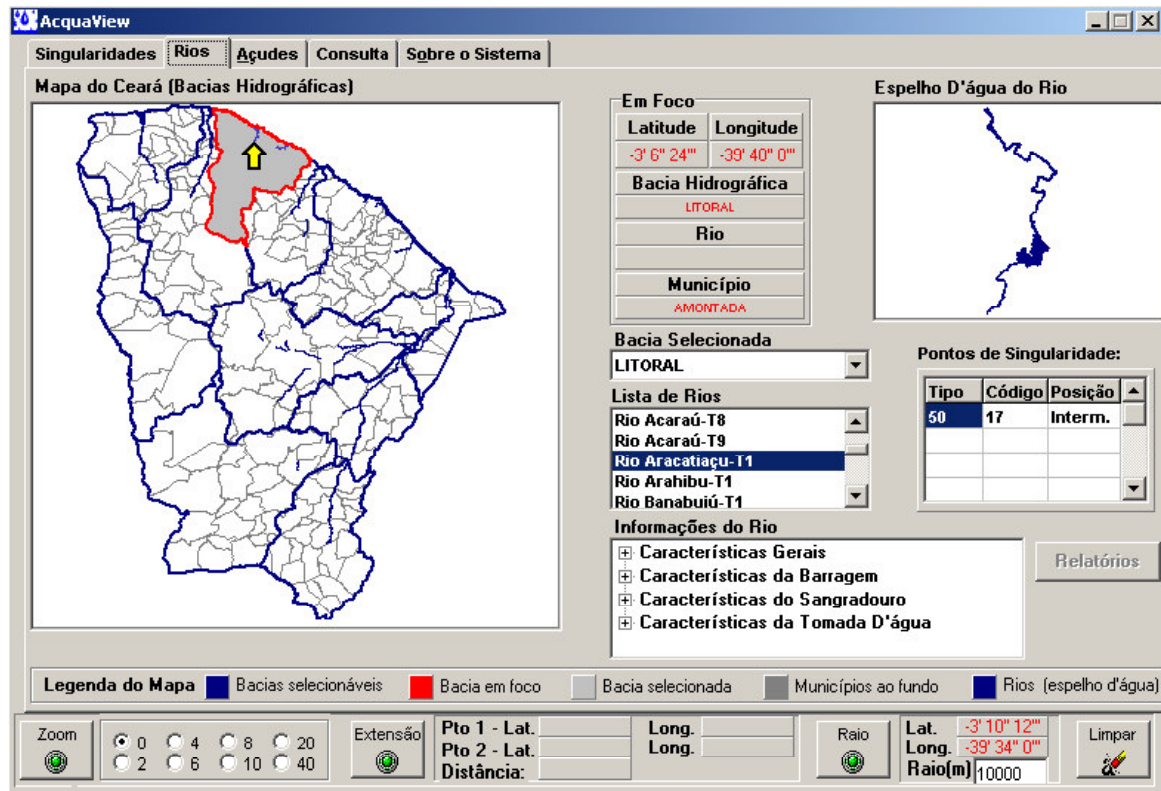 AcquaView
Singularidades Rios Açudes Consulta Sobre o Sistema
Mapa do Ceará (Bacias Hidrográficas)
Em Foco
Latitude Longitude
-3' 6" 24''' -39' 40" 0'''
Bacia Hidrográfica
LITORAL
Rio
Município
AMONTADA
Espelho D'água do Rio
Bacia Selecionada
LITORAL
Lista de Rios
Rio Acaraú-T8
Rio Acaraú-T9
Rio Aracatiaçu-T1
Rio Arahibu-T1
Rio Banabuiú-T1
Pontos de Singularidade:
Tipo Código Posição
50 17 Interm.
Informações do Rio
Características Gerais
Características da Barragem
Características do Sangradouro
Características da Tomada D'água
Relatórios
Legenda do Mapa Bacias selecionáveis Bacia em foco Bacia selecionada Municípios ao fundo Rios (espelho d'água)
Zoom
0 4 8 20
2 6 10 40
Extensão
Pto 1 - Lat. Long.
Pto 2 - Lat. Long.
Distância:
Raio
Lat. -3' 10" 12'''
Long. -39' 34" 0'''
Raio(m) 10000
Limpar